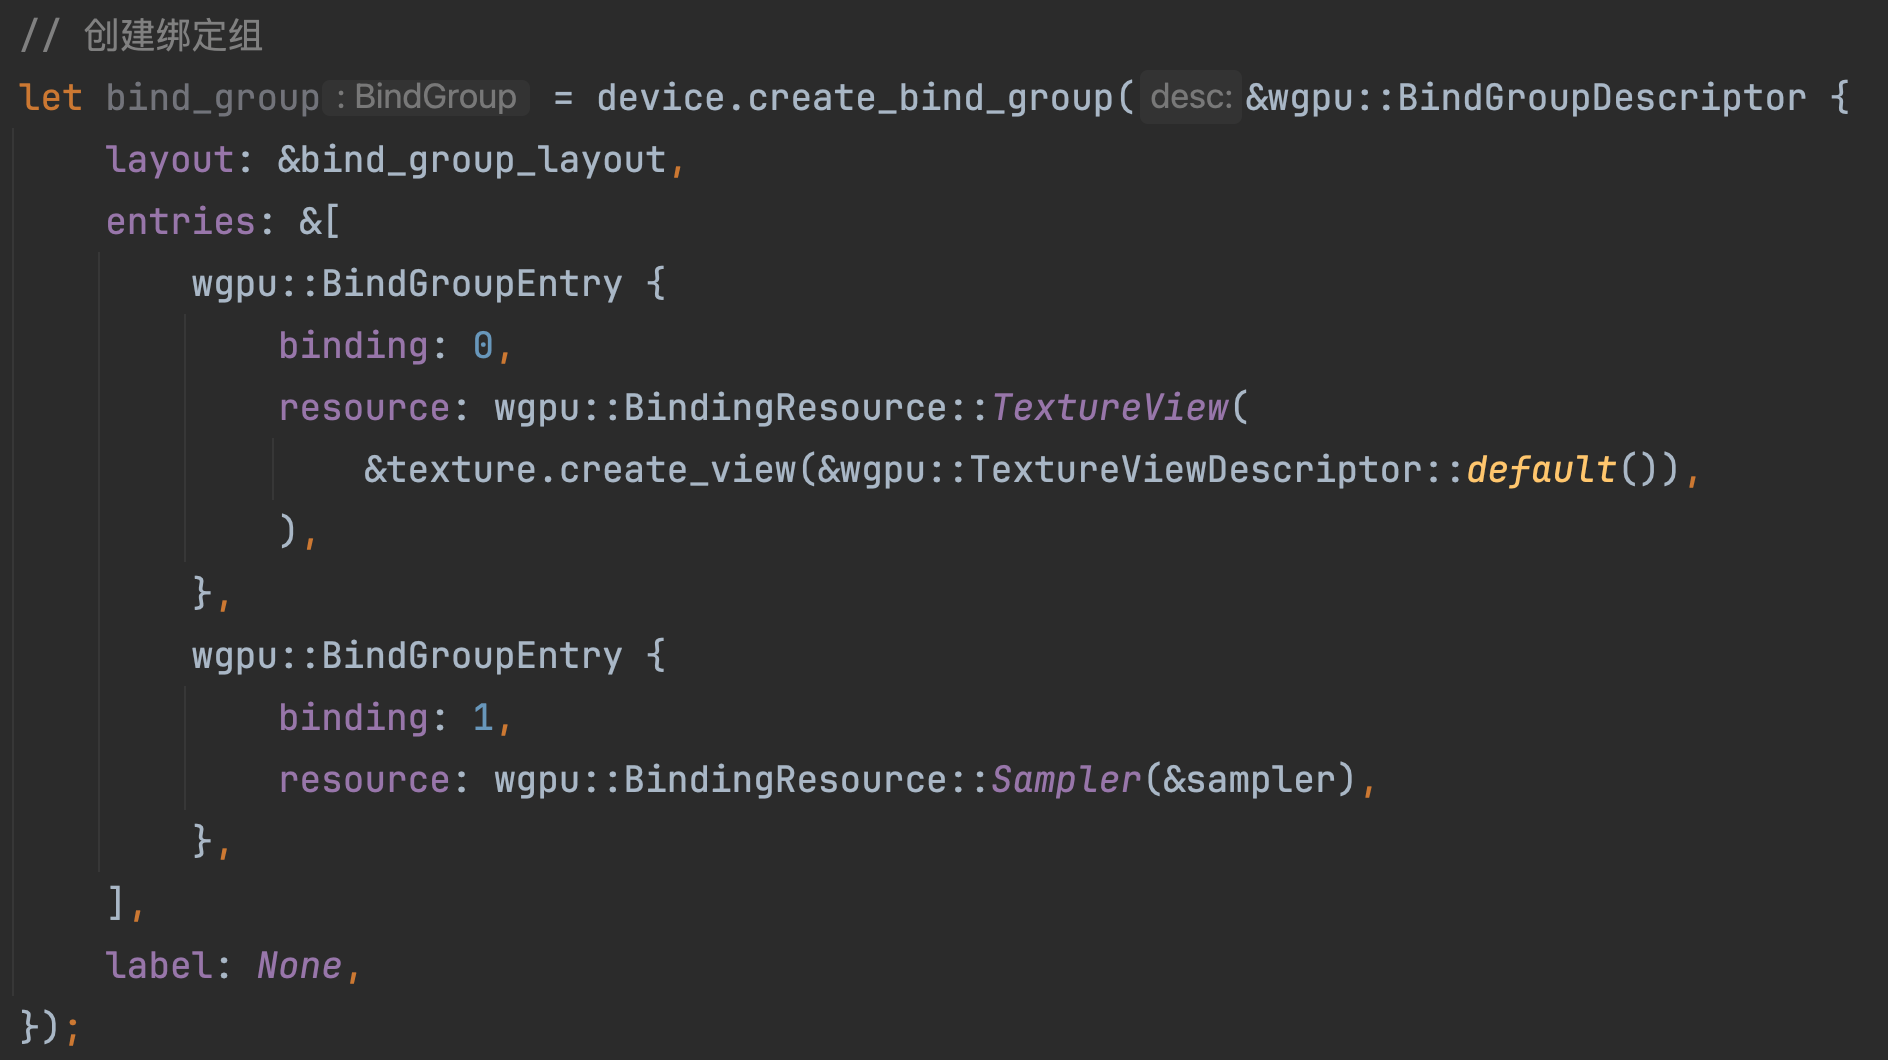 // 创建绑定组
let bind_group: BindGroup = device.create_bind_group(desc: &wgpu::BindGroupDescriptor {
    layout: &bind_group_layout,
    entries: &[
        wgpu::BindGroupEntry {
            binding: 0,
            resource: wgpu::BindingResource::TextureView(
                &texture.create_view(&wgpu::TextureViewDescriptor::default()),
            ),
        },
        wgpu::BindGroupEntry {
            binding: 1,
            resource: wgpu::BindingResource::Sampler(&sampler),
        },
    ],
    label: None,
});